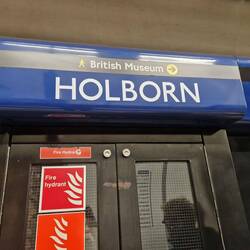 British Museum
HOLBORN
Fire Hydrant
Fire
hydrant